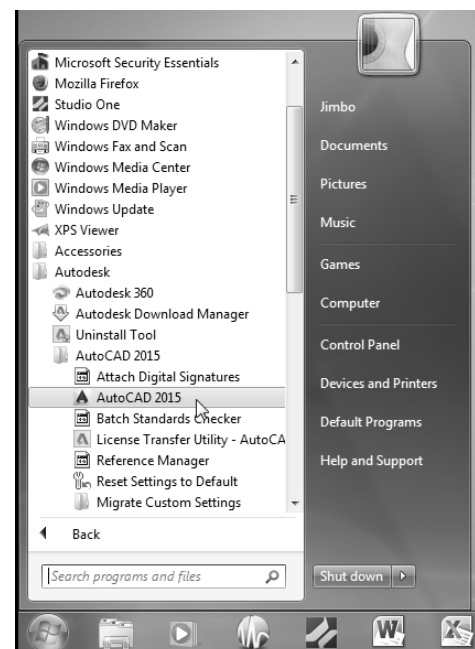 Microsoft Security Essentials
Mozilla Firefox
Studio One
Windows DVD Maker
Windows Fax and Scan
Windows Media Center
Windows Media Player
Windows Update
XPS Viewer
Accessories
Autodesk
Autodesk 360
Autodesk Download Manager
Uninstall Tool
AutoCAD 2015
Attach Digital Signatures
AutoCAD 2015
Batch Standards Checker
License Transfer Utility - AutoCA
Reference Manager
Reset Settings to Default
Migrate Custom Settings
Back
Search programs and files
Jimbo
Documents
Pictures
Music
Games
Computer
Control Panel
Devices and Printers
Default Programs
Help and Support
Shut down
W
X